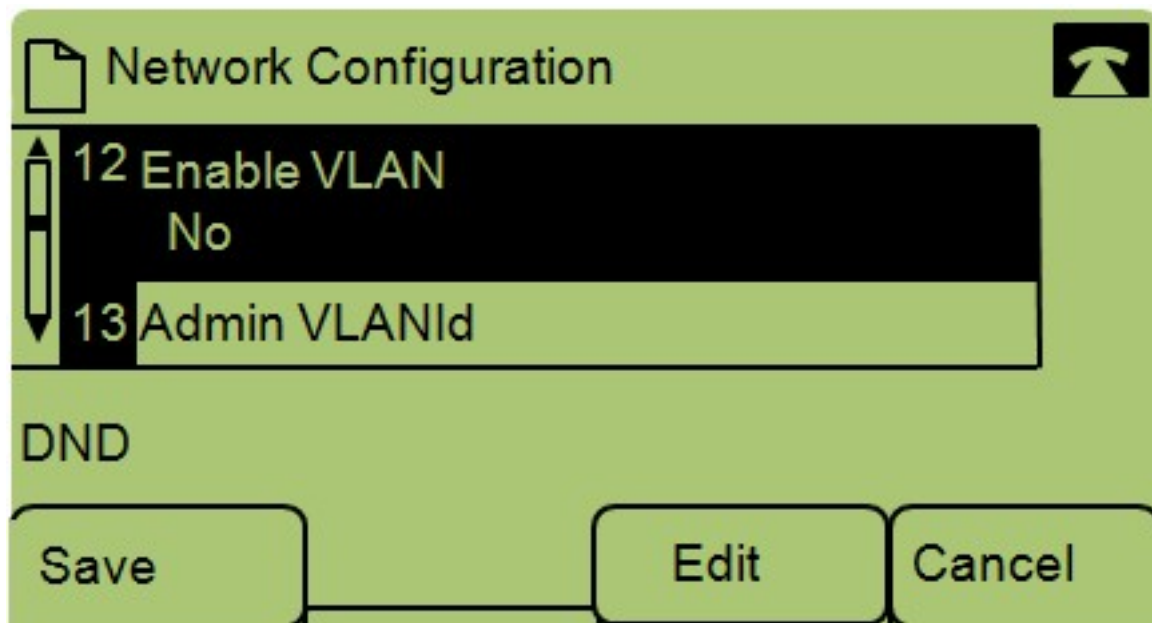 Network Configuration
12 Enable VLAN
No
13 Admin VLANId
DND
Save Edit Cancel